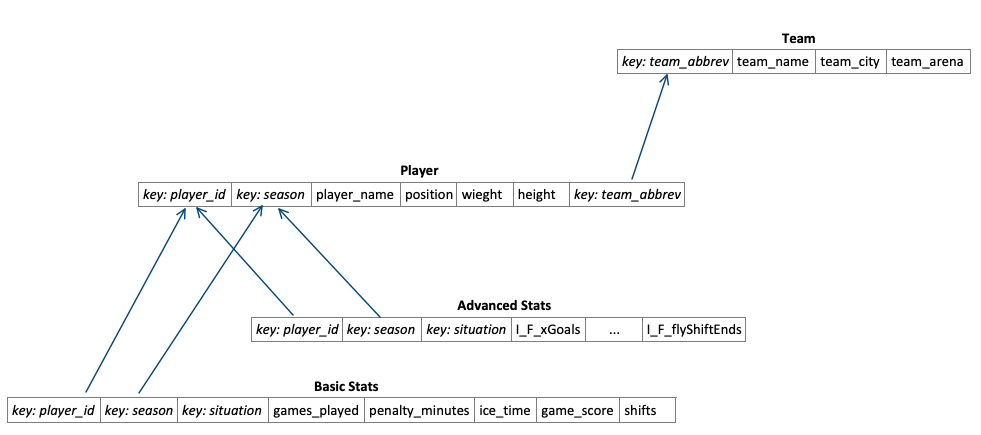 Team
key: team_abbrev team_name team_city team_arena
Player
key: player_id key: season player_name position wieght height key: team_abbrev
Advanced Stats
key: player_id key: season key: situation I_F_xGoals ... I_F_flyShiftEnds
Basic Stats
key: player_id key: season key: situation games_played penalty_minutes ice_time game_score shifts